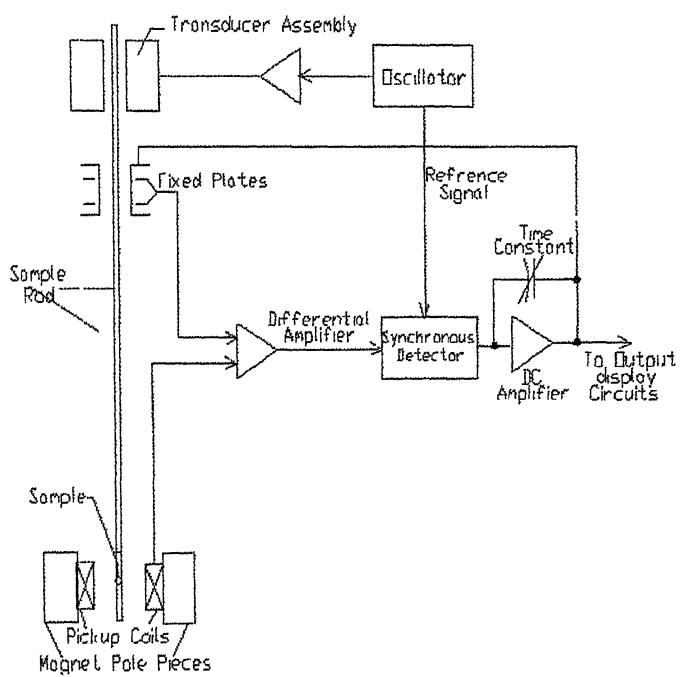 Transducer Assembly
Oscillator
Fixed Plates
Refrence
Signal
Time
Constant
Sample
Rod
Differential
Amplifier
Synchronous
Detector
DC
Amplifier
To Output
display
Circuits
Sample
Pickup Coils
Magnet Pole Pieces